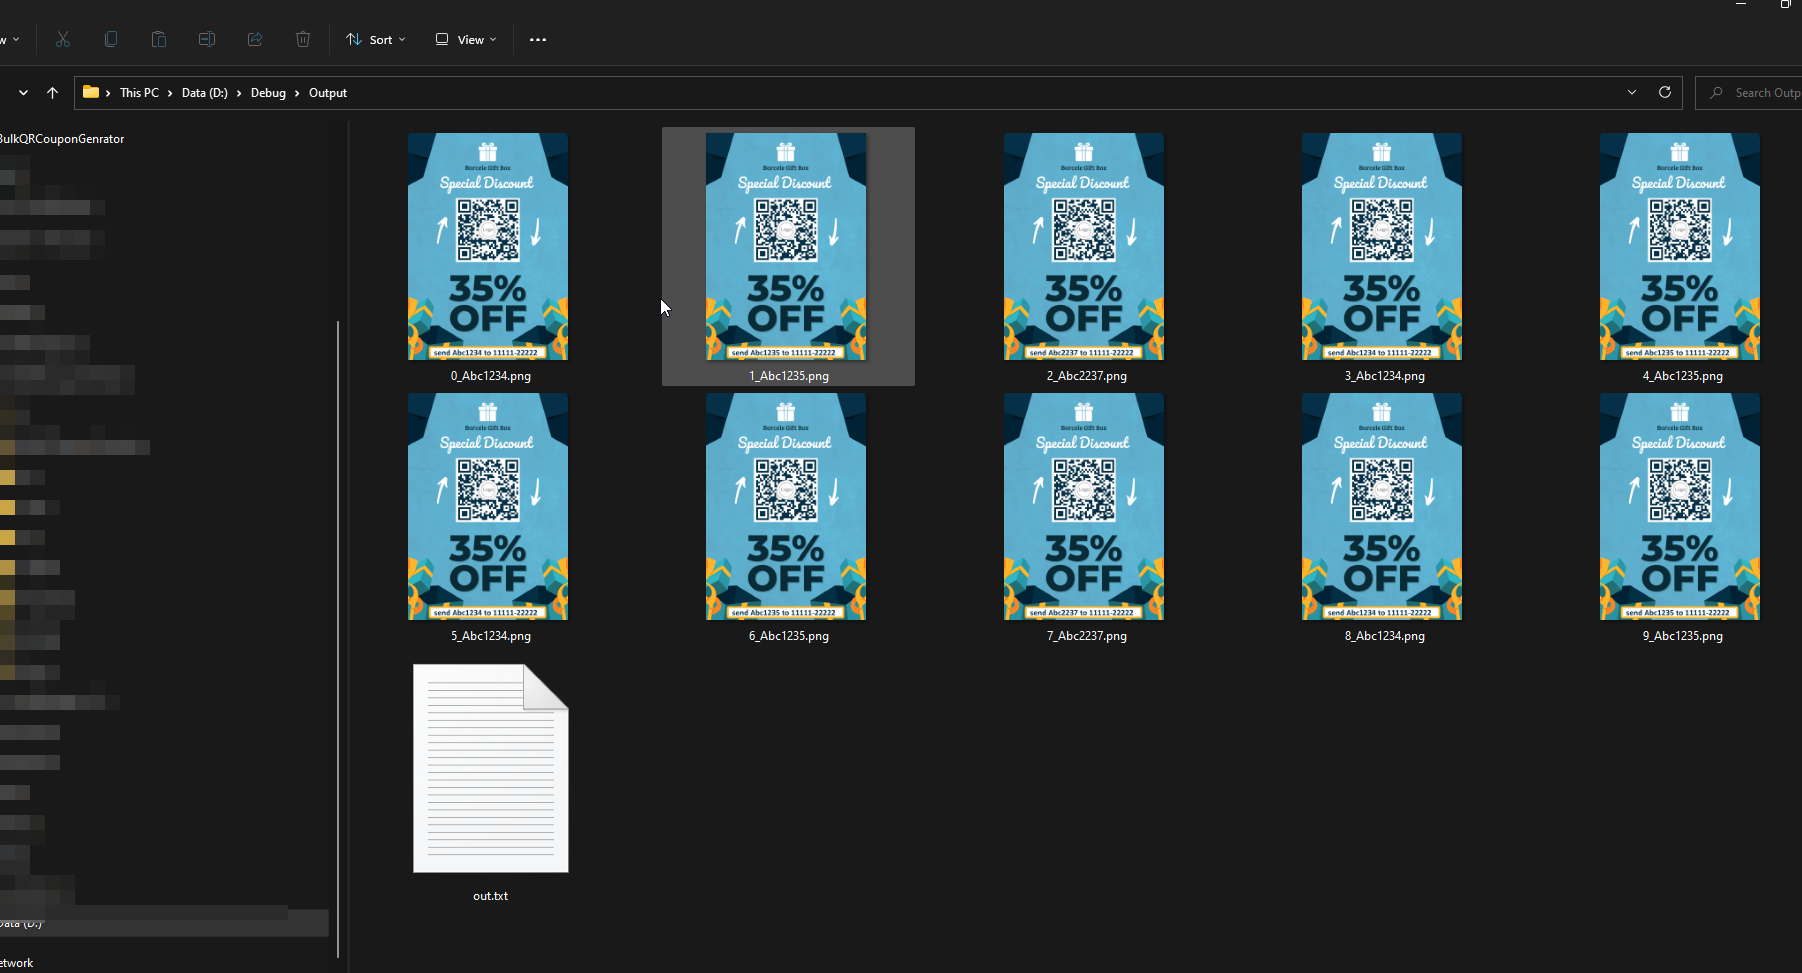 w
Sort
View
This PC
Data (D:)
Debug
Output
Search Outp
BulkQRCouponGenrator
Borcele Gift Box
Special Discount
35%
OFF
send Abc1234 to 11111-22222
0_Abc1234.png
Borcele Gift Box
Special Discount
35%
OFF
send Abc1235 to 11111-22222
1_Abc1235.png
Borcele Gift Box
Special Discount
35%
OFF
send Abc2237 to 11111-22222
2_Abc2237.png
Borcele Gift Box
Special Discount
35%
OFF
send Abc1234 to 11111-22222
3_Abc1234.png
Borcele Gift Box
Special Discount
35%
OFF
send Abc1235 to 11111-22222
4_Abc1235.png
Borcele Gift Box
Special Discount
35%
OFF
send Abc1234 to 11111-22222
5_Abc1234.png
Borcele Gift Box
Special Discount
35%
OFF
send Abc1235 to 11111-22222
6_Abc1235.png
Borcele Gift Box
Special Discount
35%
OFF
send Abc2237 to 11111-22222
7_Abc2237.png
Borcele Gift Box
Special Discount
35%
OFF
send Abc1234 to 11111-22222
8_Abc1234.png
Borcele Gift Box
Special Discount
35%
OFF
send Abc1235 to 11111-22222
9_Abc1235.png
out.txt
Data (D:)
etwork